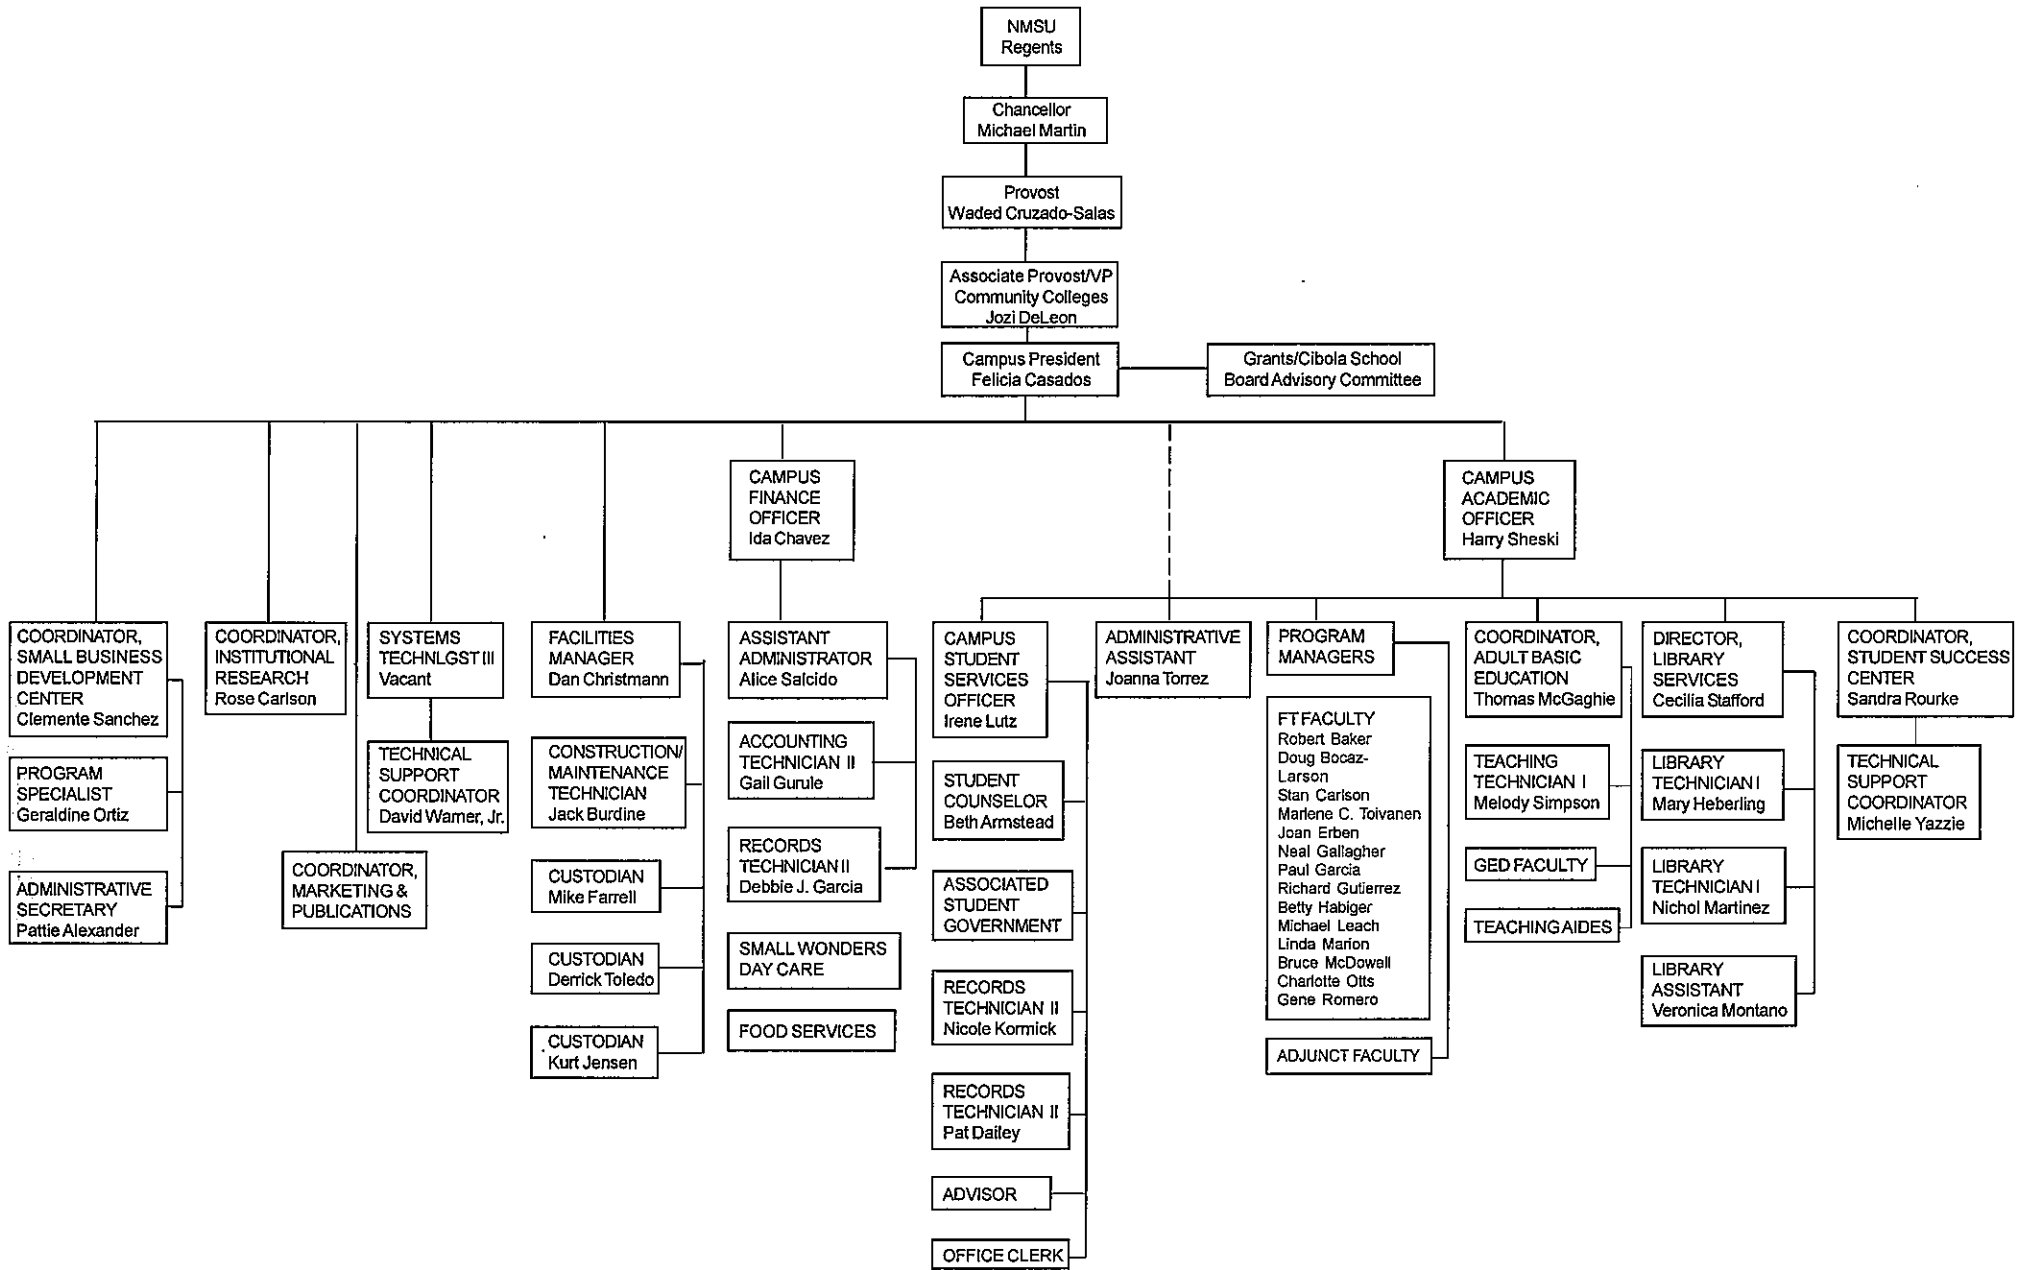 NMSU
Regents
Chancellor
Michael Martin
Provost
Waded Cruzado-Salas
Associate Provost/VP
Community Colleges
Jozi DeLeon
Campus President
Felicia Casados
Grants/Cibola School
Board Advisory Committee
CAMPUS
FINANCE
OFFICER
Ida Chavez
CAMPUS
ACADEMIC
OFFICER
Harry Sheski
COORDINATOR,
SMALL BUSINESS
DEVELOPMENT
CENTER
Clemente Sanchez
PROGRAM
SPECIALIST
Geraldine Ortiz
ADMINISTRATIVE
SECRETARY
Pattie Alexander
COORDINATOR,
INSTITUTIONAL
RESEARCH
Rose Carlson
COORDINATOR,
MARKETING &
PUBLICATIONS
SYSTEMS
TECHNLGST III
Vacant
TECHNICAL
SUPPORT
COORDINATOR
David Warner, Jr.
FACILITIES
MANAGER
Dan Christmann
CONSTRUCTION/
MAINTENANCE
TECHNICIAN
Jack Burdine
CUSTODIAN
Mike Farrell
CUSTODIAN
Derrick Toledo
CUSTODIAN
Kurt Jensen
ASSISTANT
ADMINISTRATOR
Alice Salcido
ACCOUNTING
TECHNICIAN II
Gail Gurule
RECORDS
TECHNICIAN II
Debbie J. Garcia
SMALL WONDERS
DAY CARE
FOOD SERVICES
CAMPUS
STUDENT
SERVICES
OFFICER
Irene Lutz
STUDENT
COUNSELOR
Beth Armstead
ASSOCIATED
STUDENT
GOVERNMENT
RECORDS
TECHNICIAN II
Nicole Kormick
RECORDS
TECHNICIAN II
Pat Dailey
ADVISOR
OFFICE CLERK
ADMINISTRATIVE
ASSISTANT
Joanna Torrez
PROGRAM
MANAGERS
FT FACULTY
Robert Baker
Doug Bocaz-
Larson
Stan Carlson
Marlene C. Toivanen
Joan Erben
Neal Gallagher
Paul Garcia
Richard Gutierrez
Betty Habiger
Michael Leach
Linda Marion
Bruce McDowell
Charlotte Otts
Gene Romero
ADJUNCT FACULTY
COORDINATOR,
ADULT BASIC
EDUCATION
Thomas McGaghie
TEACHING
TECHNICIAN I
Melody Simpson
GED FACULTY
TEACHING AIDES
DIRECTOR,
LIBRARY
SERVICES
Cecilia Stafford
LIBRARY
TECHNICIAN I
Mary Heberling
LIBRARY
TECHNICIAN I
Nichol Martinez
LIBRARY
ASSISTANT
Veronica Montano
COORDINATOR,
STUDENT SUCCESS
CENTER
Sandra Rourke
TECHNICAL
SUPPORT
COORDINATOR
Michelle Yazzie